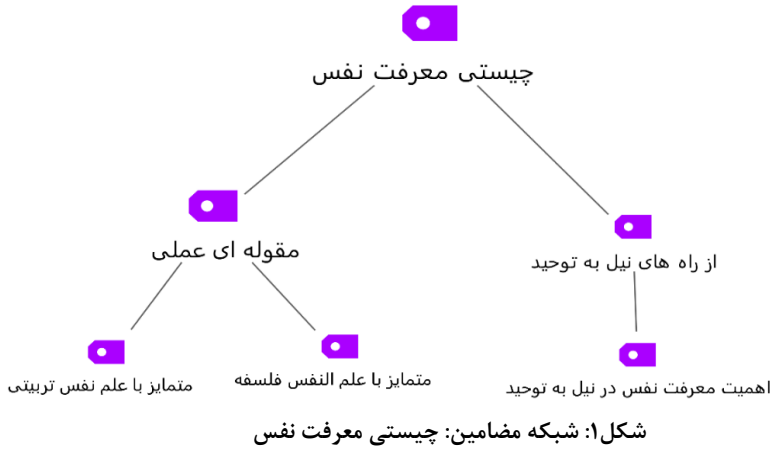 چیستی معرفت نفس
مقوله ای عملی
از راه های نیل به توحید
متمایز با علم نفس تربیتی
متمایز با علم النفس فلسفه
اهمیت معرفت نفس در نیل به توحید
شکل۱: شبکه مضامین: چیستی معرفت نفس